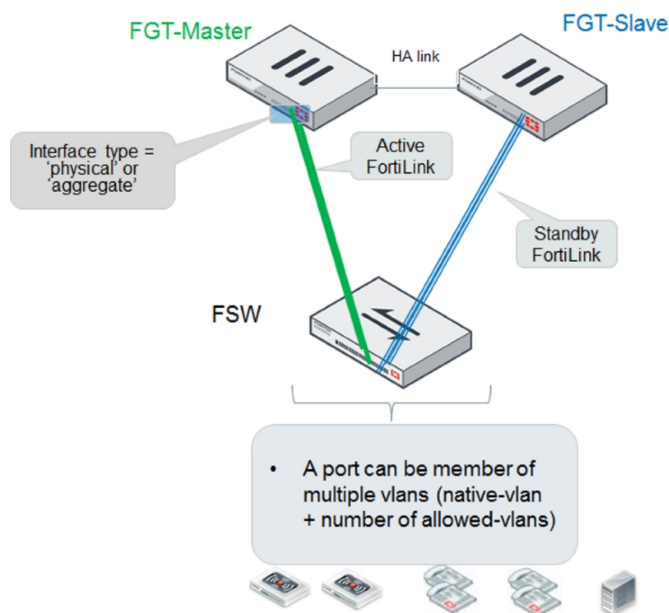 FGT-Master
FGT-Slave
HA link
Interface type =
‘physical’ or
‘aggregate’
Active
FortiLink
Standby
FortiLink
FSW
• A port can be member of
multiple vlans (native-vlan
+ number of allowed-vlans)